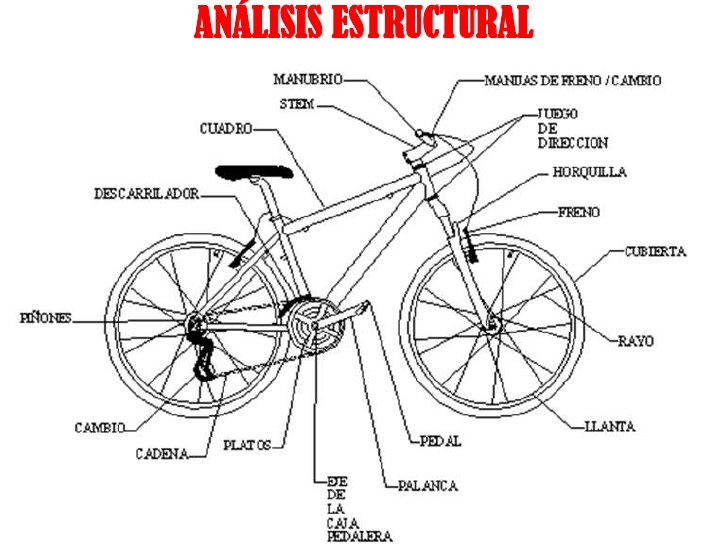 ANÁLISIS ESTRUCTURAL
MANUBRIO
MANIJAS DE FRENO / CAMBIO
STEM
JUEGO
DE
DIRECCION
CUADRO
HORQUILLA
DESCARRILADOR
FRENO
CUBIERTA
PIÑONES
RAYO
CAMBIO
LLANTA
PLATOS
PEDAL
CADENA
PALANCA
EJE
DE
LA
CAJA
PEDALERA